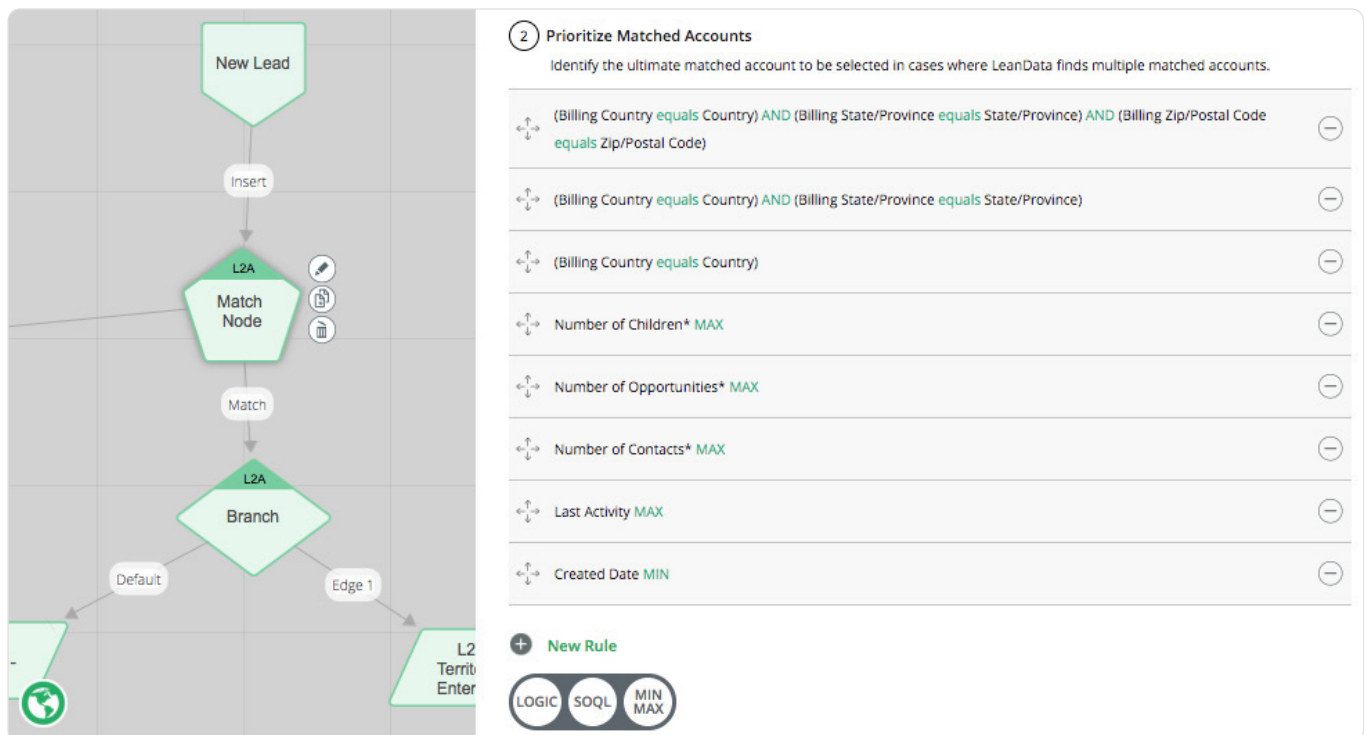 New Lead
Insert
L2A
Match
Node
Match
L2A
Branch
Default
Edge 1
-
L2
Territ
Enter
2 Prioritize Matched Accounts
Identify the ultimate matched account to be selected in cases where LeanData finds multiple matched accounts.
(Billing Country equals Country) AND (Billing State/Province equals State/Province) AND (Billing Zip/Postal Code
equals Zip/Postal Code)
(Billing Country equals Country) AND (Billing State/Province equals State/Province)
(Billing Country equals Country)
Number of Children* MAX
Number of Opportunities* MAX
Number of Contacts* MAX
Last Activity MAX
Created Date MIN
New Rule
LOGIC SOQL MIN
MAX